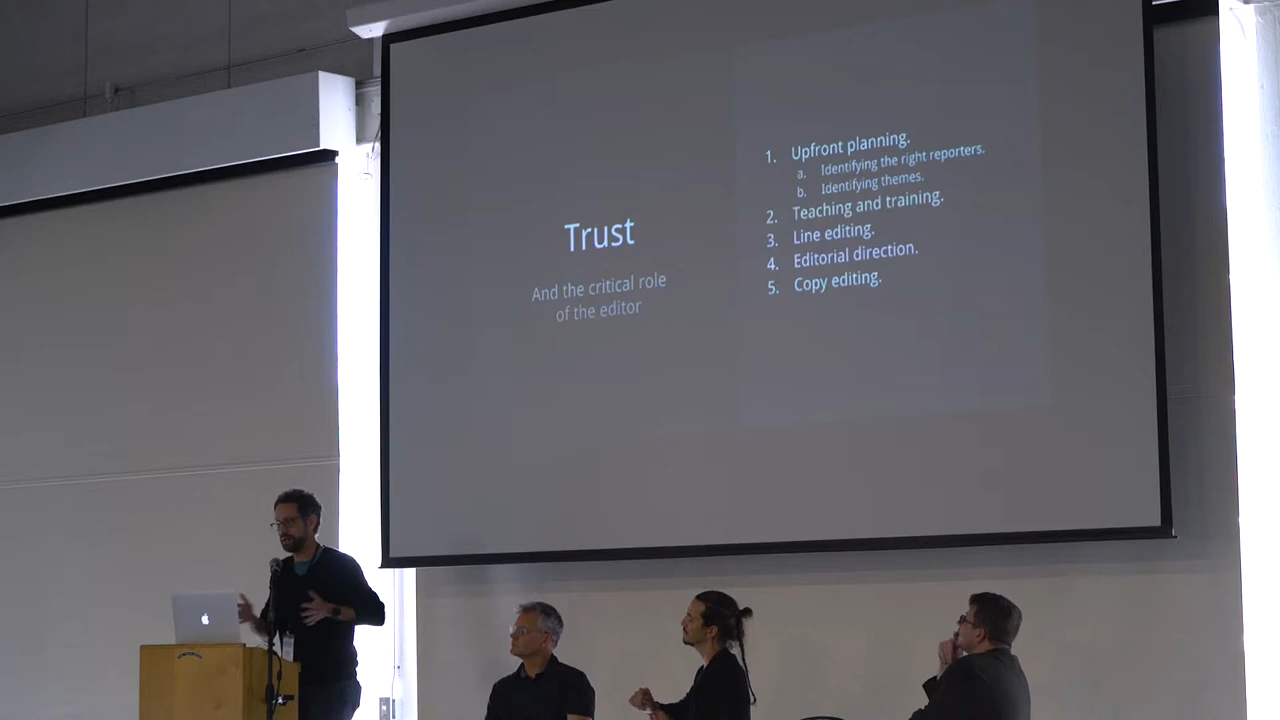 Trust
And the critical role
of the editor
1. Upfront planning.
a. Identifying the right reporters.
b. Identifying themes.
2. Teaching and training.
3. Line editing.
4. Editorial direction.
5. Copy editing.